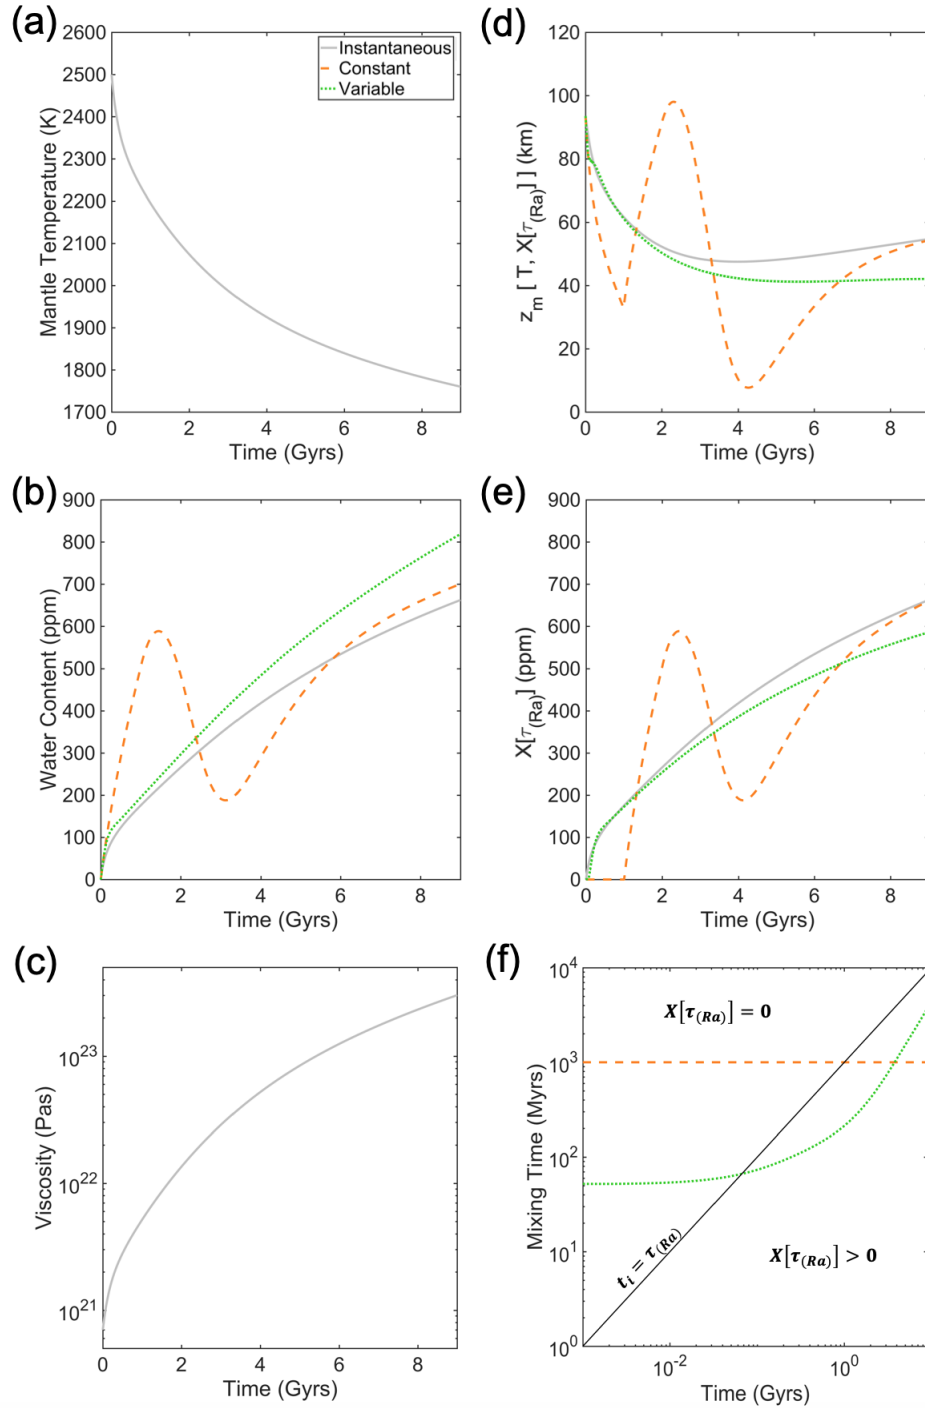 (a)
2600
2500
2400
2300
2200
2100
2000
1900
1800
1700
Mantle Temperature (K)
Instantaneous
Constant
Variable
0 2 4 6 8
Time (Gyrs)
(d)
120
100
80
60
40
20
0
z_m [ T, X[τ_(Ra)] ] (km)
0 2 4 6 8
Time (Gyrs)
(b)
900
800
700
600
500
400
300
200
100
0
Water Content (ppm)
0 2 4 6 8
Time (Gyrs)
(e)
900
800
700
600
500
400
300
200
100
0
X[τ_(Ra)] (ppm)
0 2 4 6 8
Time (Gyrs)
(c)
10^23
10^22
10^21
Viscosity (Pas)
0 2 4 6 8
Time (Gyrs)
(f)
10^4
10^3
10^2
10^1
10^0
Mixing Time (Myrs)
X[τ_(Ra)] = 0
t_i = τ_(Ra)
X[τ_(Ra)] > 0
10^-2 10^0
Time (Gyrs)